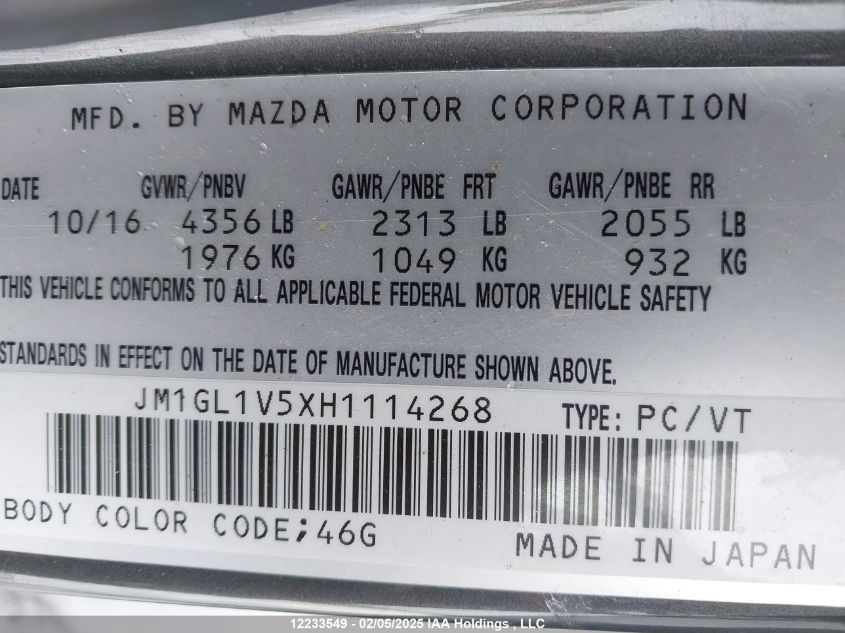 MFD. BY MAZDA MOTOR CORPORATION
DATE GVWR/PNBV GAWR/PNBE FRT GAWR/PNBE RR
10/16 4356 LB 2313 LB 2055 LB
1976 KG 1049 KG 932 KG
THIS VEHICLE CONFORMS TO ALL APPLICABLE FEDERAL MOTOR VEHICLE SAFETY
STANDARDS IN EFFECT ON THE DATE OF MANUFACTURE SHOWN ABOVE.
JM1GL1V5XH1114268 TYPE: PC/VT
BODY COLOR CODE;46G
MADE IN JAPAN
12233549 - 02/05/2025 IAA Holdings , LLC